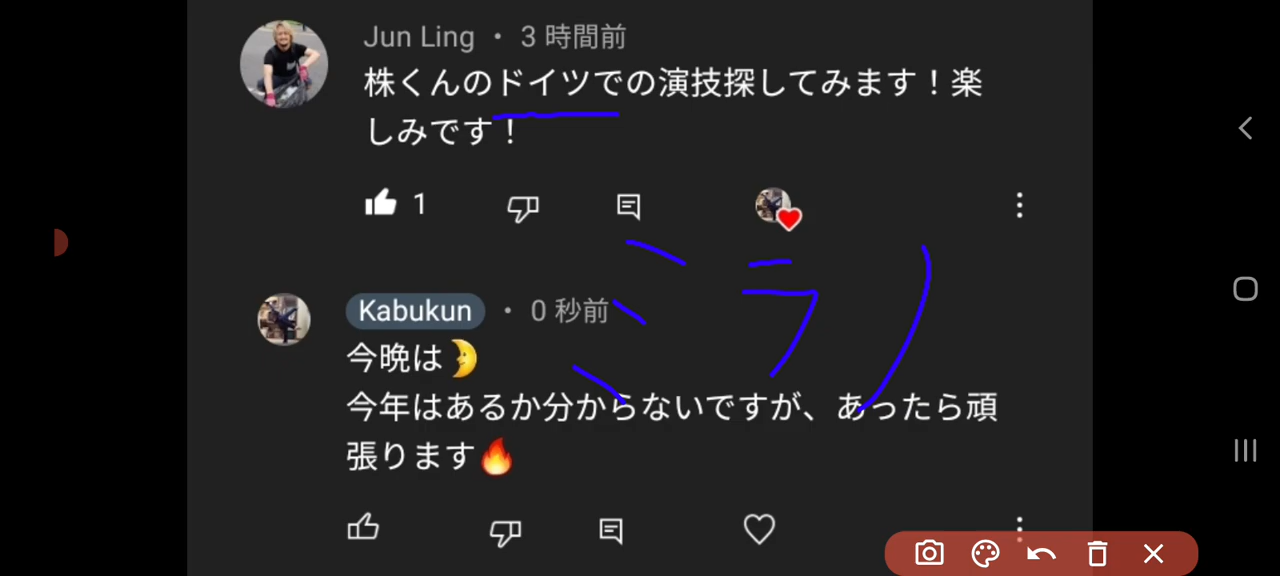 Jun Ling • 3 時間前
株くんのドイツでの演技探してみます！楽
しみです！
1
ミラノ
Kabukun • 0 秒前
今晩は🌛
今年はあるか分からないですが、あったら頑
張ります🔥